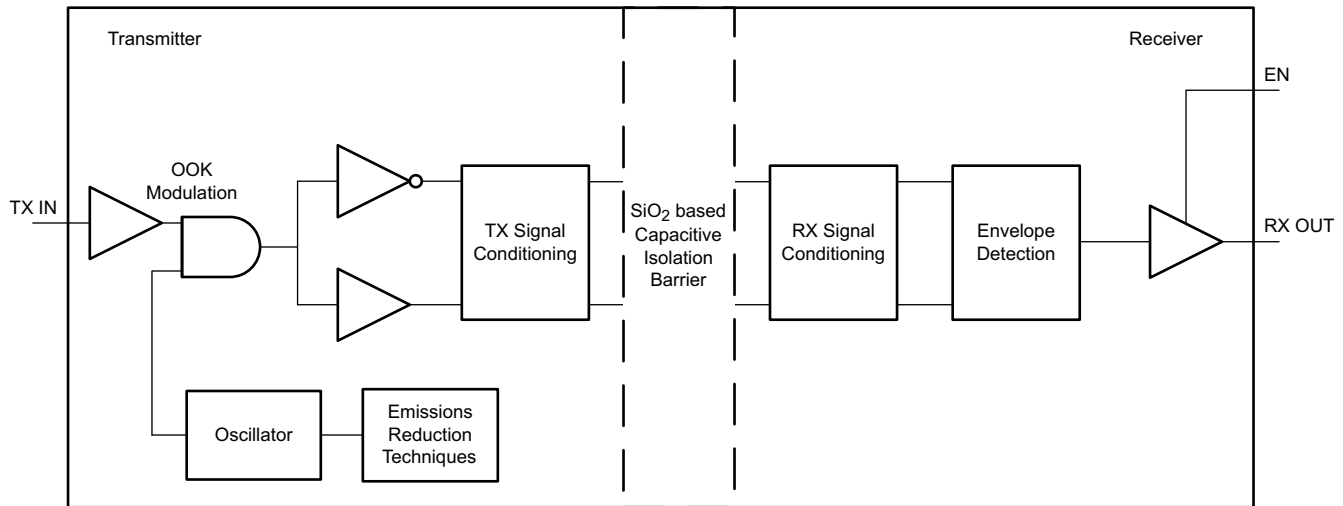 Transmitter
Receiver
EN
OOK
Modulation
TX IN
TX Signal
Conditioning
SiO2 based
Capacitive
Isolation
Barrier
RX Signal
Conditioning
Envelope
Detection
RX OUT
Oscillator
Emissions
Reduction
Techniques